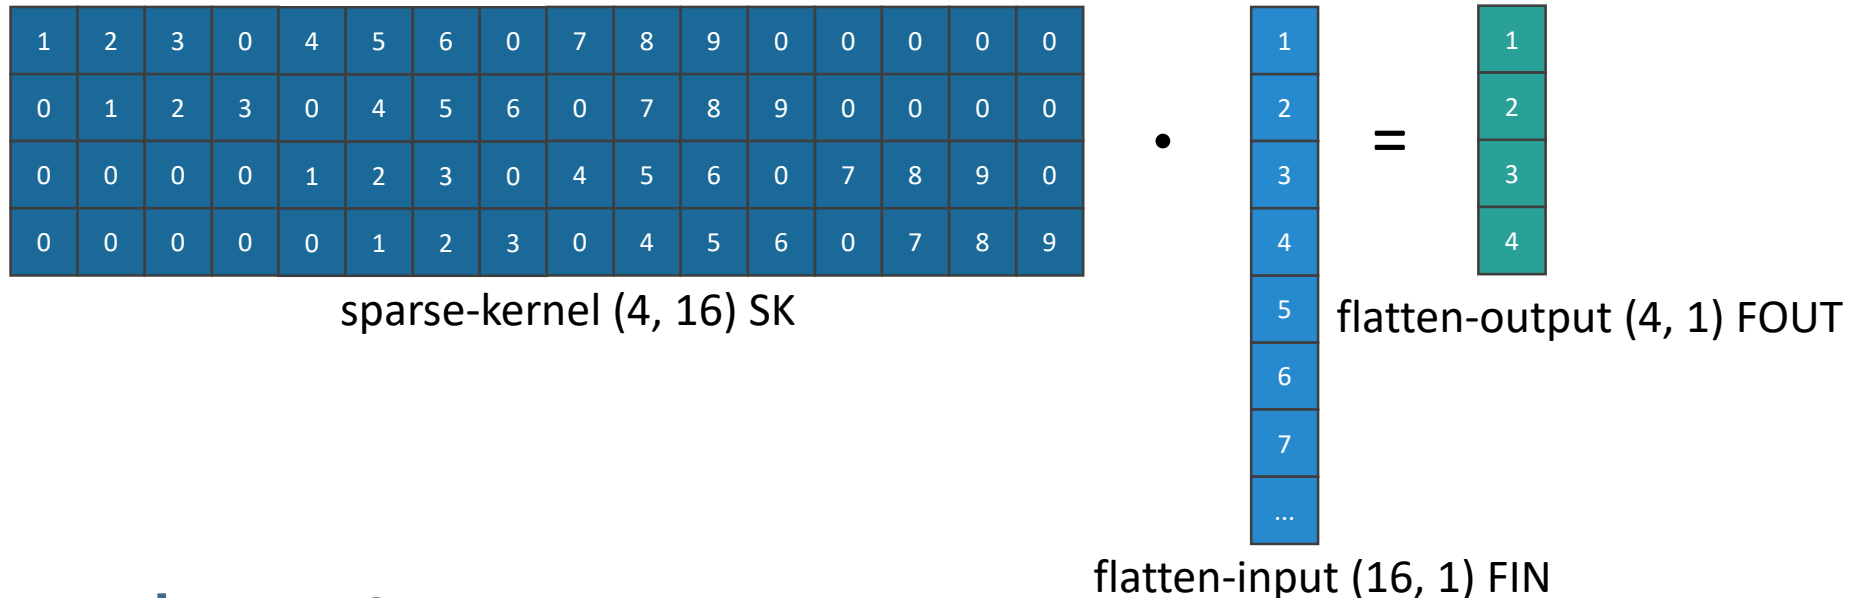 1 2 3 0 4 5 6 0 7 8 9 0 0 0 0 0
0 1 2 3 0 4 5 6 0 7 8 9 0 0 0 0
0 0 0 0 1 2 3 0 4 5 6 0 7 8 9 0
0 0 0 0 0 1 2 3 0 4 5 6 0 7 8 9
sparse-kernel (4, 16) SK
•
1
2
3
4
5
6
7
...
flatten-input (16, 1) FIN
=
1
2
3
4
flatten-output (4, 1) FOUT